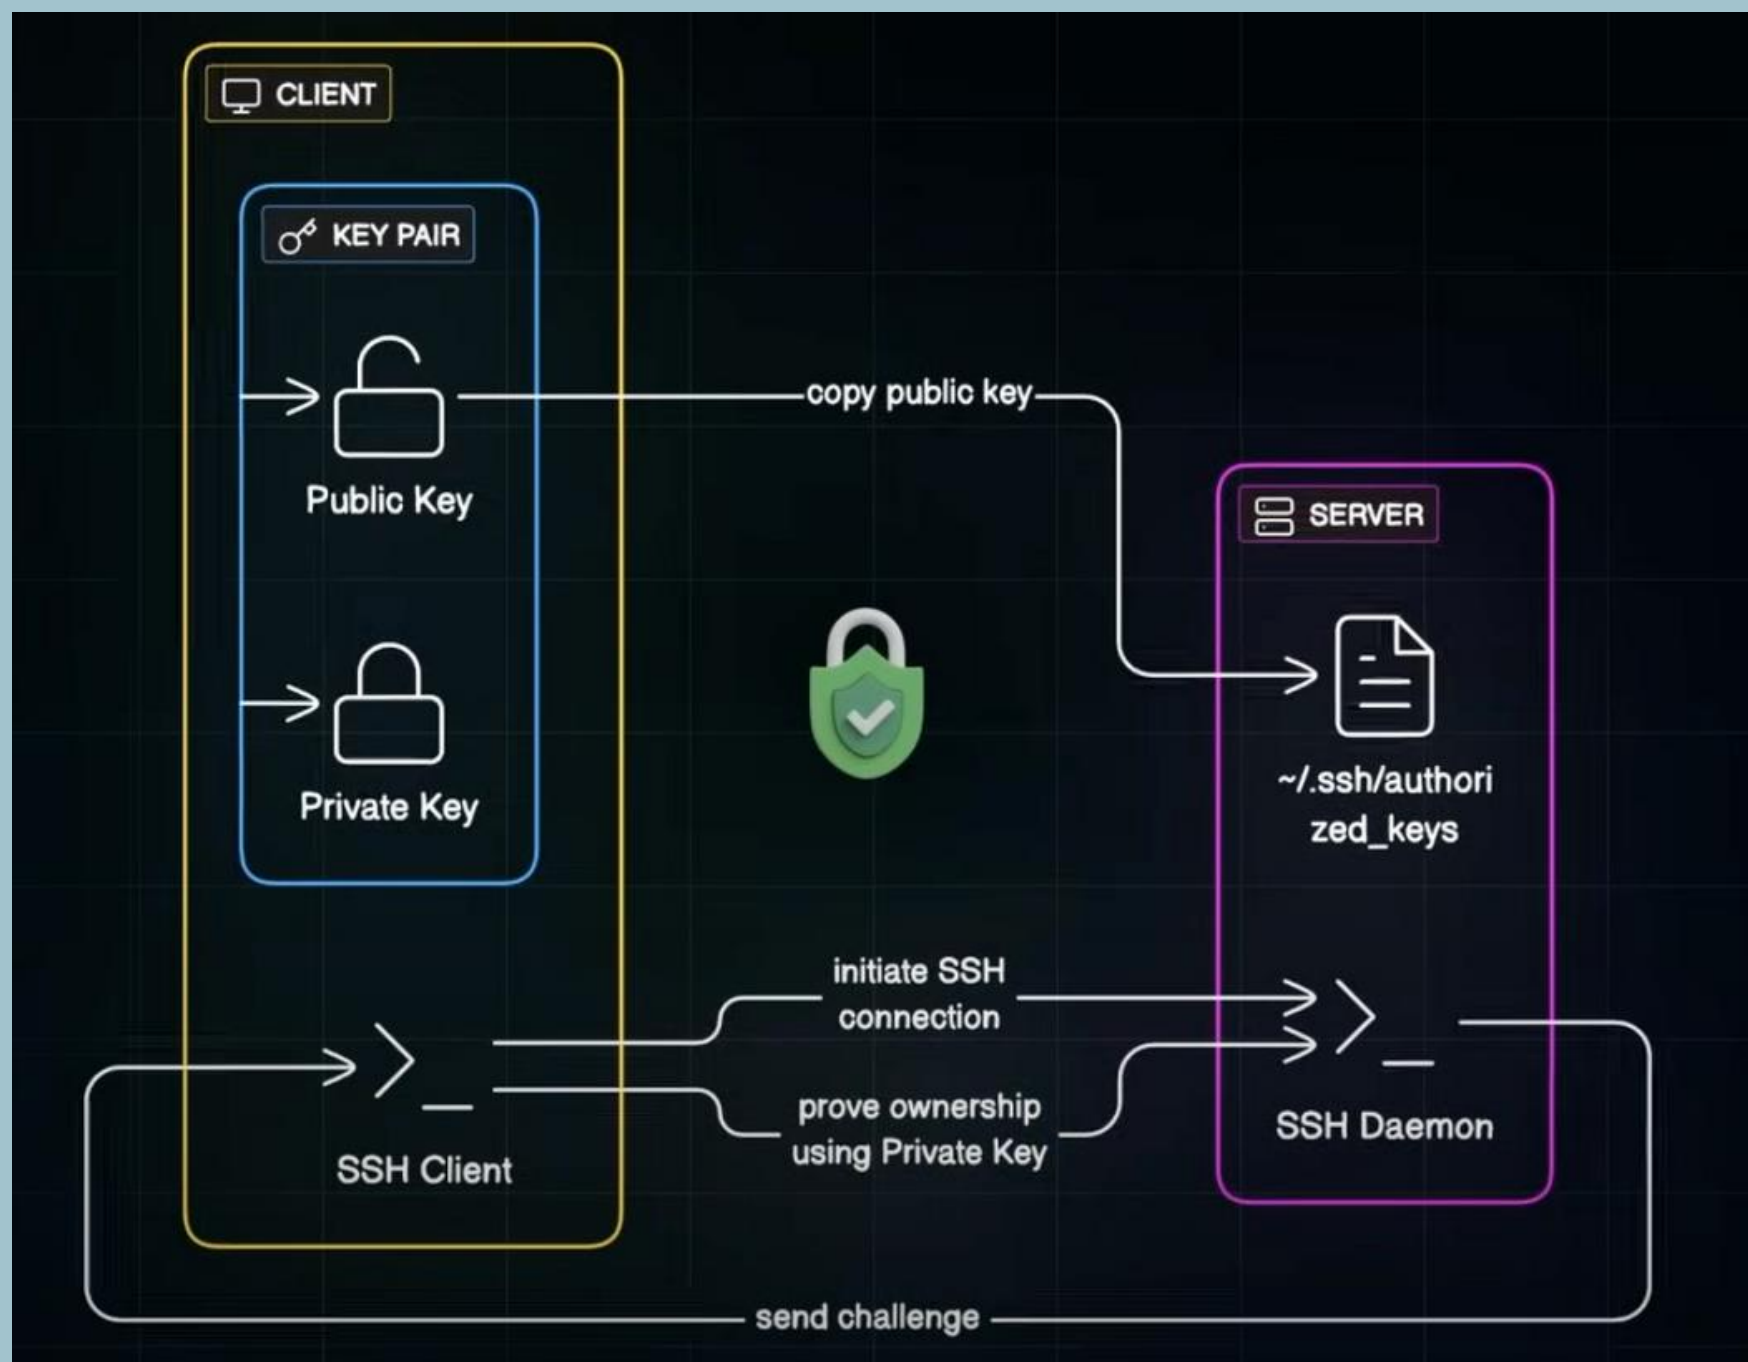 CLIENT
KEY PAIR
Public Key
copy public key
Private Key
SERVER
~/.ssh/authori
zed_keys
initiate SSH
connection
prove ownership
using Private Key
SSH Client
SSH Daemon
send challenge